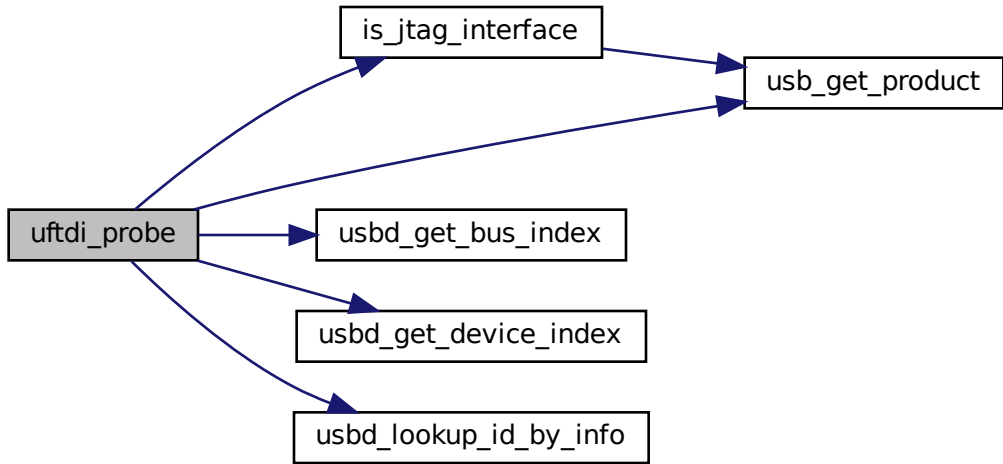 is_jtag_interface
usb_get_product
uftdi_probe
usbd_get_bus_index
usbd_get_device_index
usbd_lookup_id_by_info